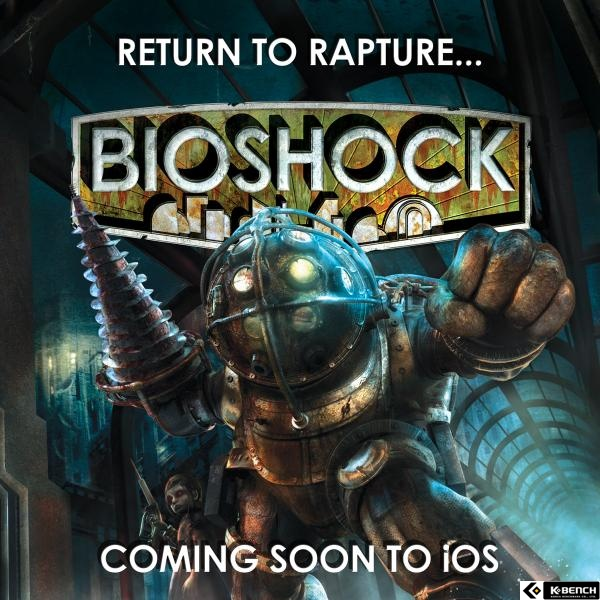 RETURN TO RAPTURE...
BIOSHOCK
COMING SOON TO iOS
K-BENCH